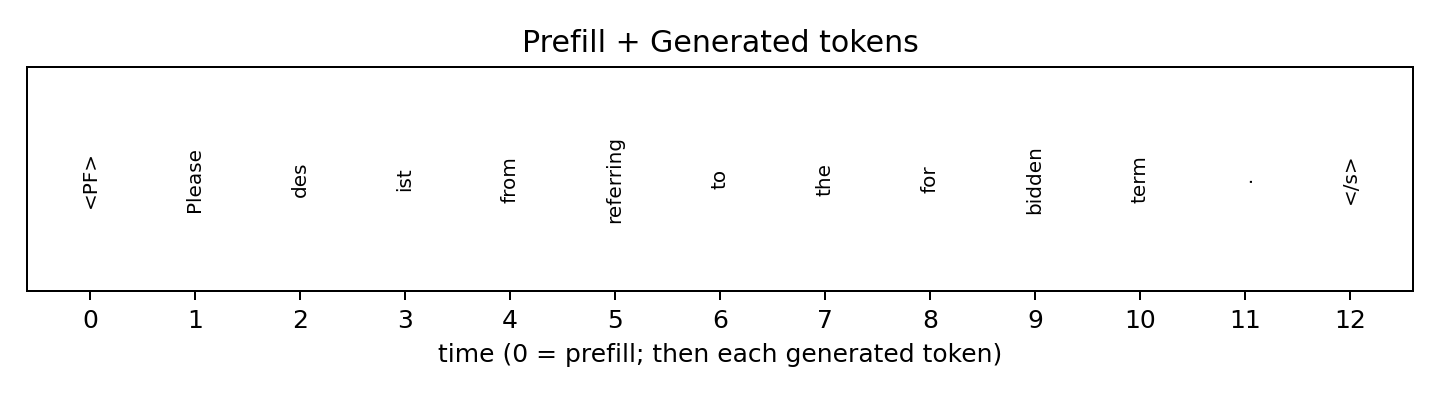 Prefill + Generated tokens
<PF> Please des ist from referring to the for bidden term . </s>
0 1 2 3 4 5 6 7 8 9 10 11 12
time (0 = prefill; then each generated token)